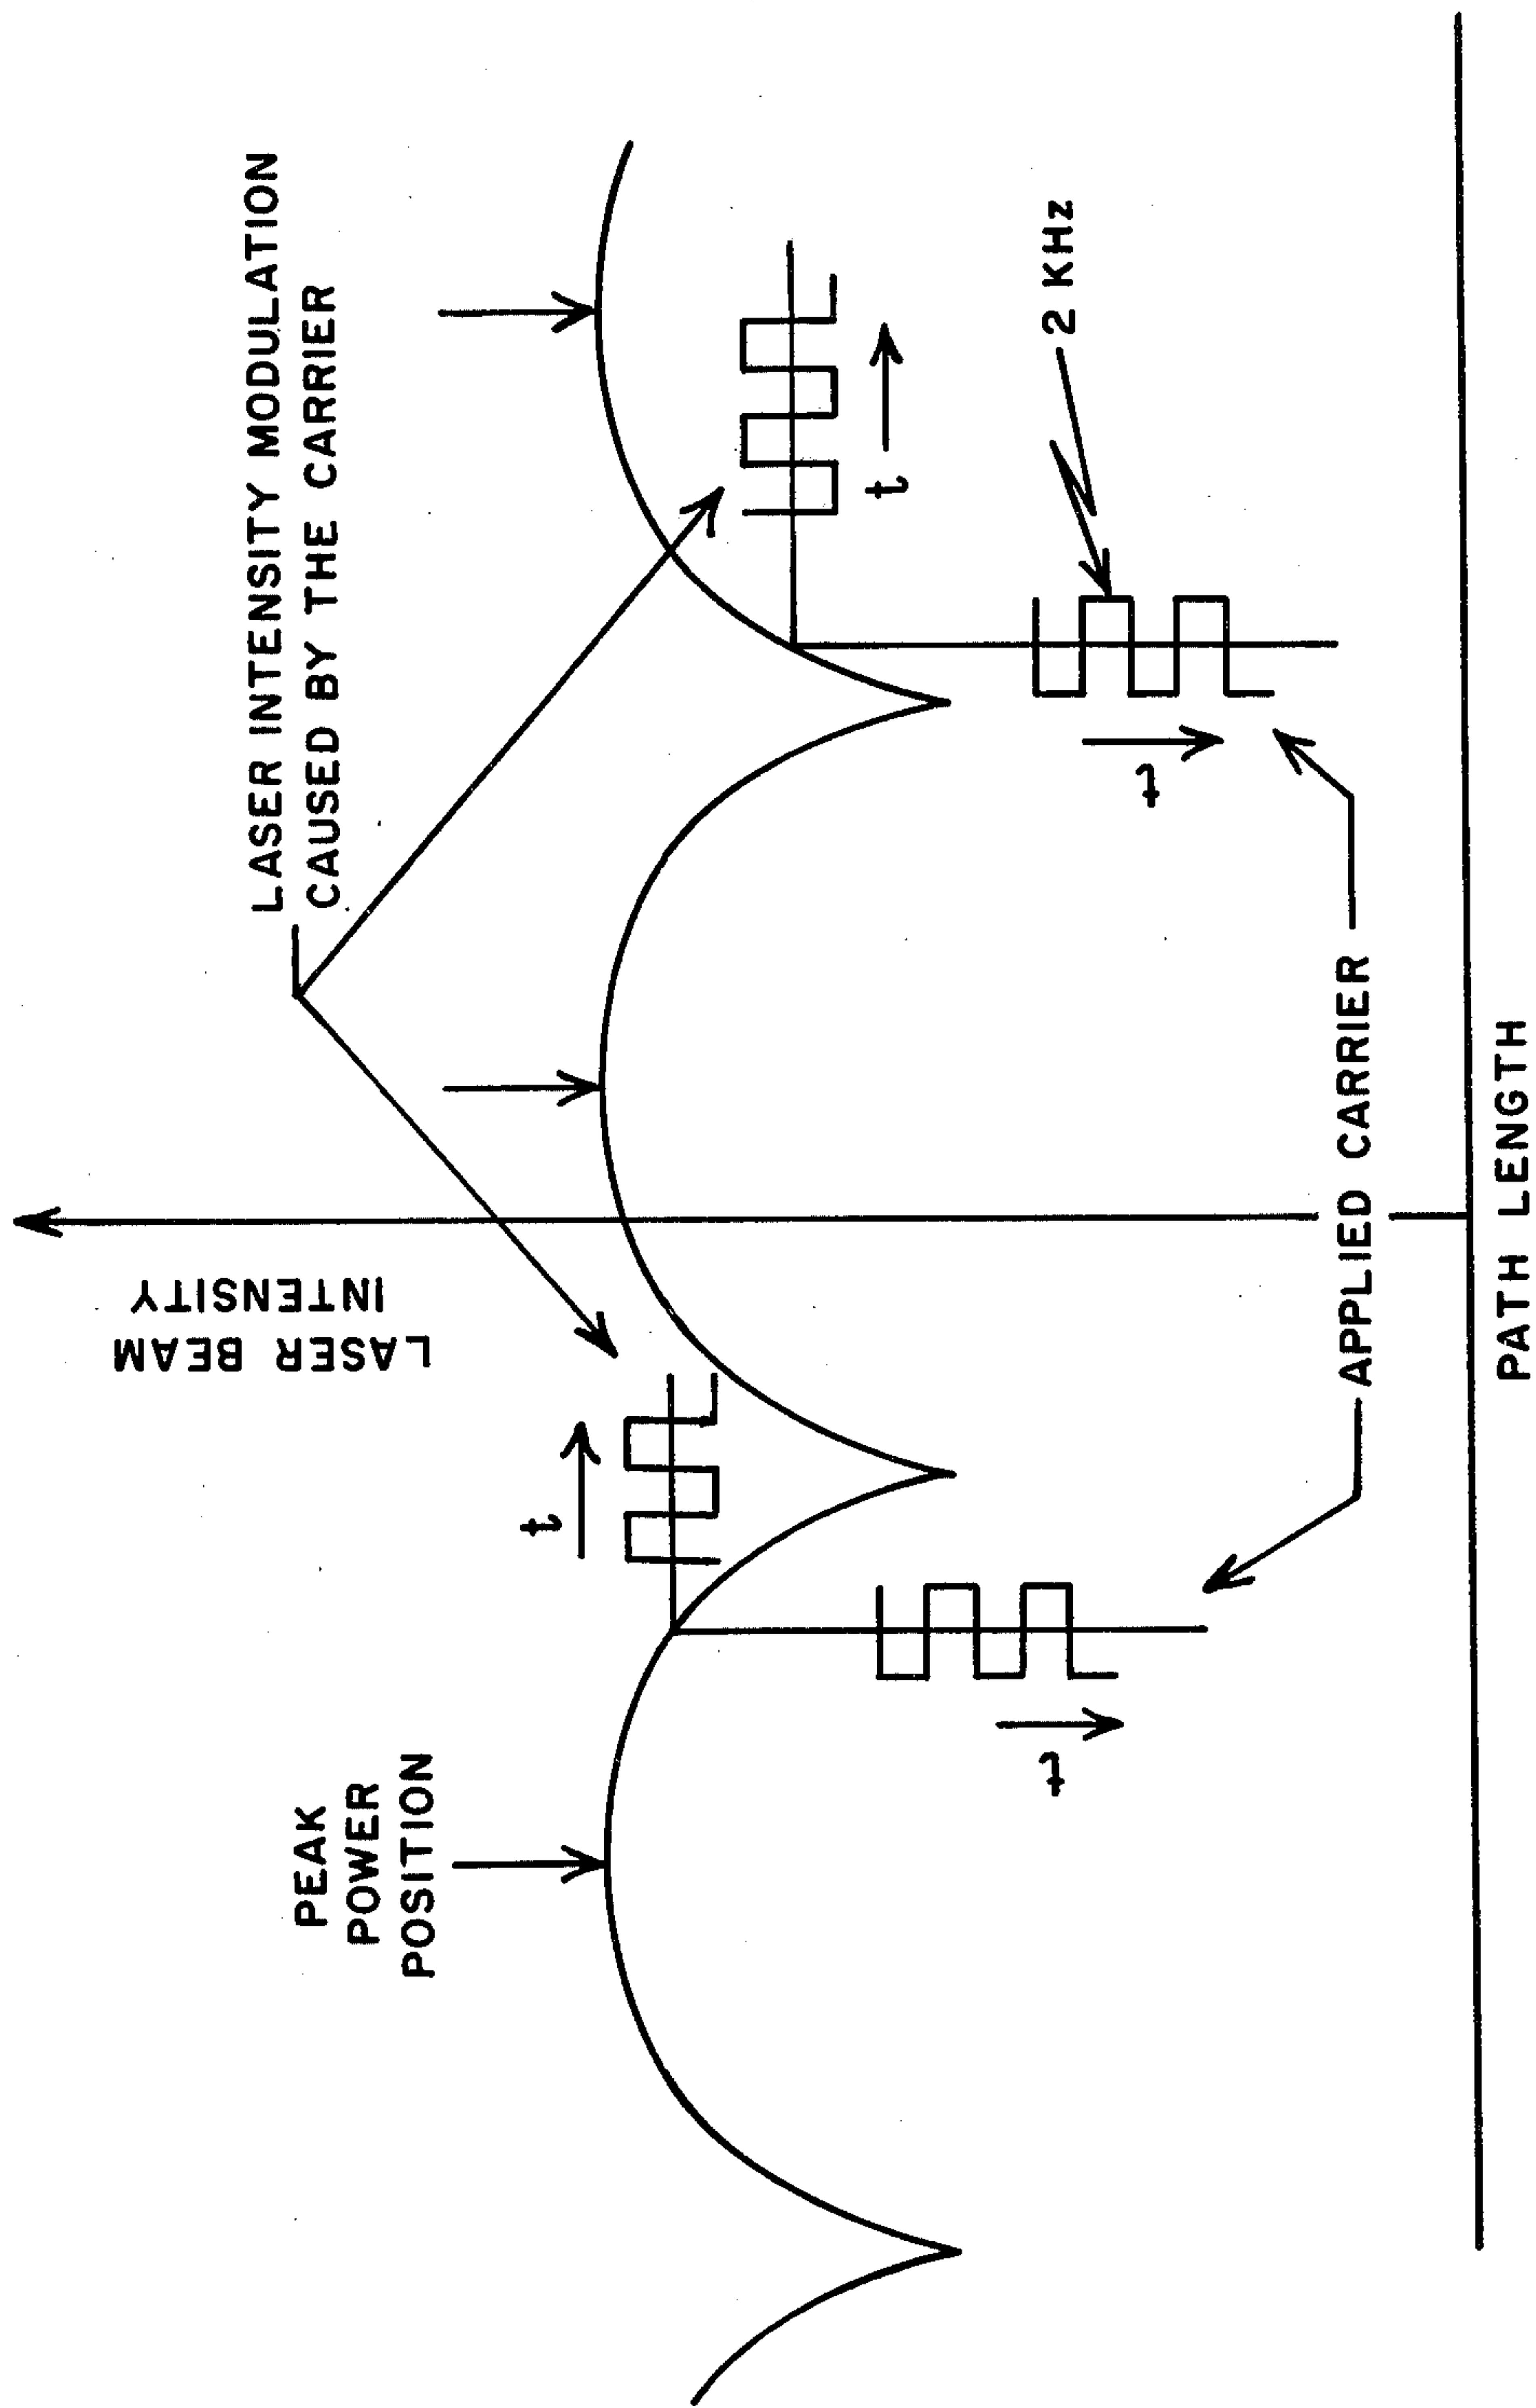 LASER INTENSITY MODULATION
CAUSED BY THE CARRIER
LASER BEAM
INTENSITY
PEAK
POWER
POSITION
t
t
2 KHz
t
t
APPLIED CARRIER
PATH LENGTH